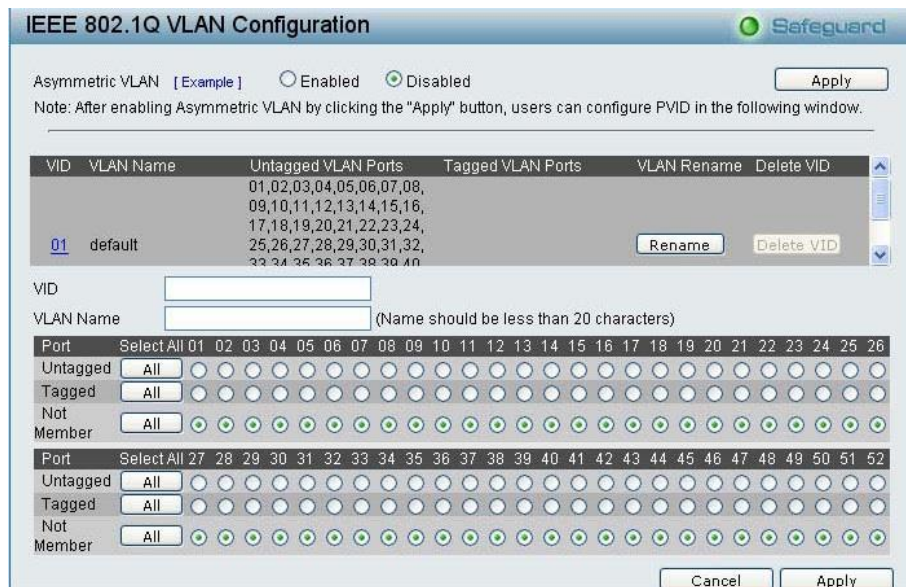 IEEE 802.1Q VLAN Configuration
Safeguard
Asymmetric VLAN [ Example ] Enabled Disabled Apply
Note: After enabling Asymmetric VLAN by clicking the "Apply" button, users can configure PVID in the following window.
VID VLAN Name Untagged VLAN Ports Tagged VLAN Ports VLAN Rename Delete VID
01,02,03,04,05,06,07,08,
09,10,11,12,13,14,15,16,
17,18,19,20,21,22,23,24,
01 default 25,26,27,28,29,30,31,32, Rename Delete VID
33,34,35,36,37,38,39,40
VID
VLAN Name (Name should be less than 20 characters)
Port Select All 01 02 03 04 05 06 07 08 09 10 11 12 13 14 15 16 17 18 19 20 21 22 23 24 25 26
Untagged All
Tagged All
Not
Member All
Port Select All 27 28 29 30 31 32 33 34 35 36 37 38 39 40 41 42 43 44 45 46 47 48 49 50 51 52
Untagged All
Tagged All
Not
Member All
Cancel Apply